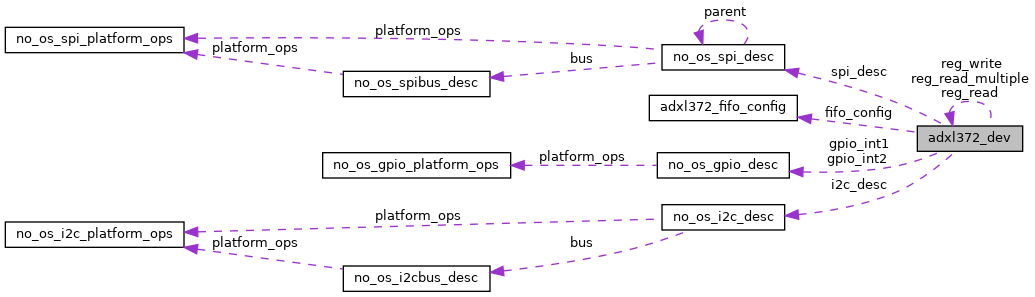 parent
no_os_spi_platform_ops
platform_ops
no_os_spi_desc
platform_ops
bus
reg_write
reg_read_multiple
reg_read
spi_desc
no_os_spibus_desc
adxl372_fifo_config
fifo_config
adxl372_dev
gpio_int1
gpio_int2
platform_ops
no_os_gpio_platform_ops
no_os_gpio_desc
i2c_desc
platform_ops
no_os_i2c_desc
no_os_i2c_platform_ops
platform_ops
bus
no_os_i2cbus_desc